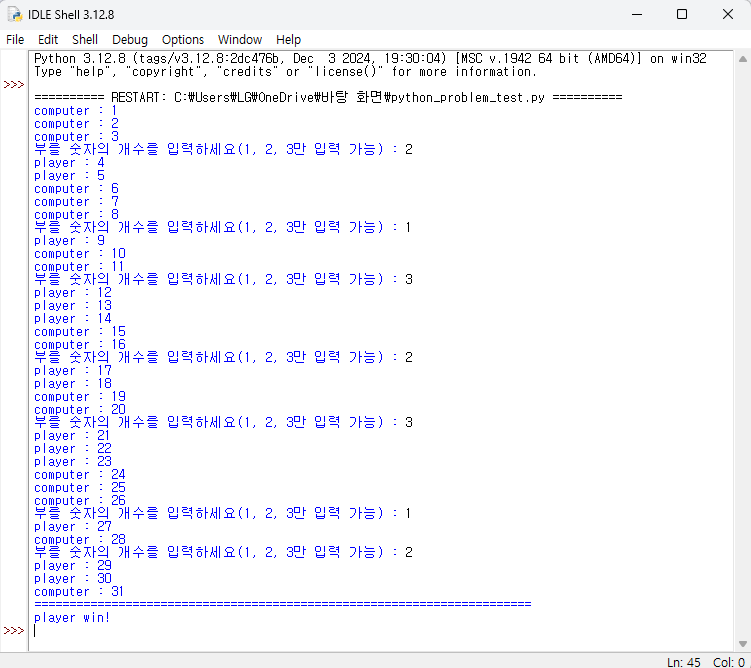 IDLE Shell 3.12.8
File Edit Shell Debug Options Window Help
Python 3.12.8 (tags/v3.12.8:2dc476b, Dec  3 2024, 19:30:04) [MSC v.1942 64 bit (AMD64)] on win32
Type "help", "copyright", "credits" or "license()" for more information.
>>>
========== RESTART: C:₩Users₩LG₩OneDrive₩바탕 화면₩python_problem_test.py ==========
computer : 1
computer : 2
computer : 3
부를 숫자의 개수를 입력하세요(1, 2, 3만 입력 가능) : 2
player : 4
player : 5
computer : 6
computer : 7
computer : 8
부를 숫자의 개수를 입력하세요(1, 2, 3만 입력 가능) : 1
player : 9
computer : 10
computer : 11
부를 숫자의 개수를 입력하세요(1, 2, 3만 입력 가능) : 3
player : 12
player : 13
player : 14
computer : 15
computer : 16
부를 숫자의 개수를 입력하세요(1, 2, 3만 입력 가능) : 2
player : 17
player : 18
computer : 19
computer : 20
부를 숫자의 개수를 입력하세요(1, 2, 3만 입력 가능) : 3
player : 21
player : 22
player : 23
computer : 24
computer : 25
computer : 26
부를 숫자의 개수를 입력하세요(1, 2, 3만 입력 가능) : 1
player : 27
computer : 28
부를 숫자의 개수를 입력하세요(1, 2, 3만 입력 가능) : 2
player : 29
player : 30
computer : 31
=======================================================================
player win!
>>>
Ln: 45 Col: 0